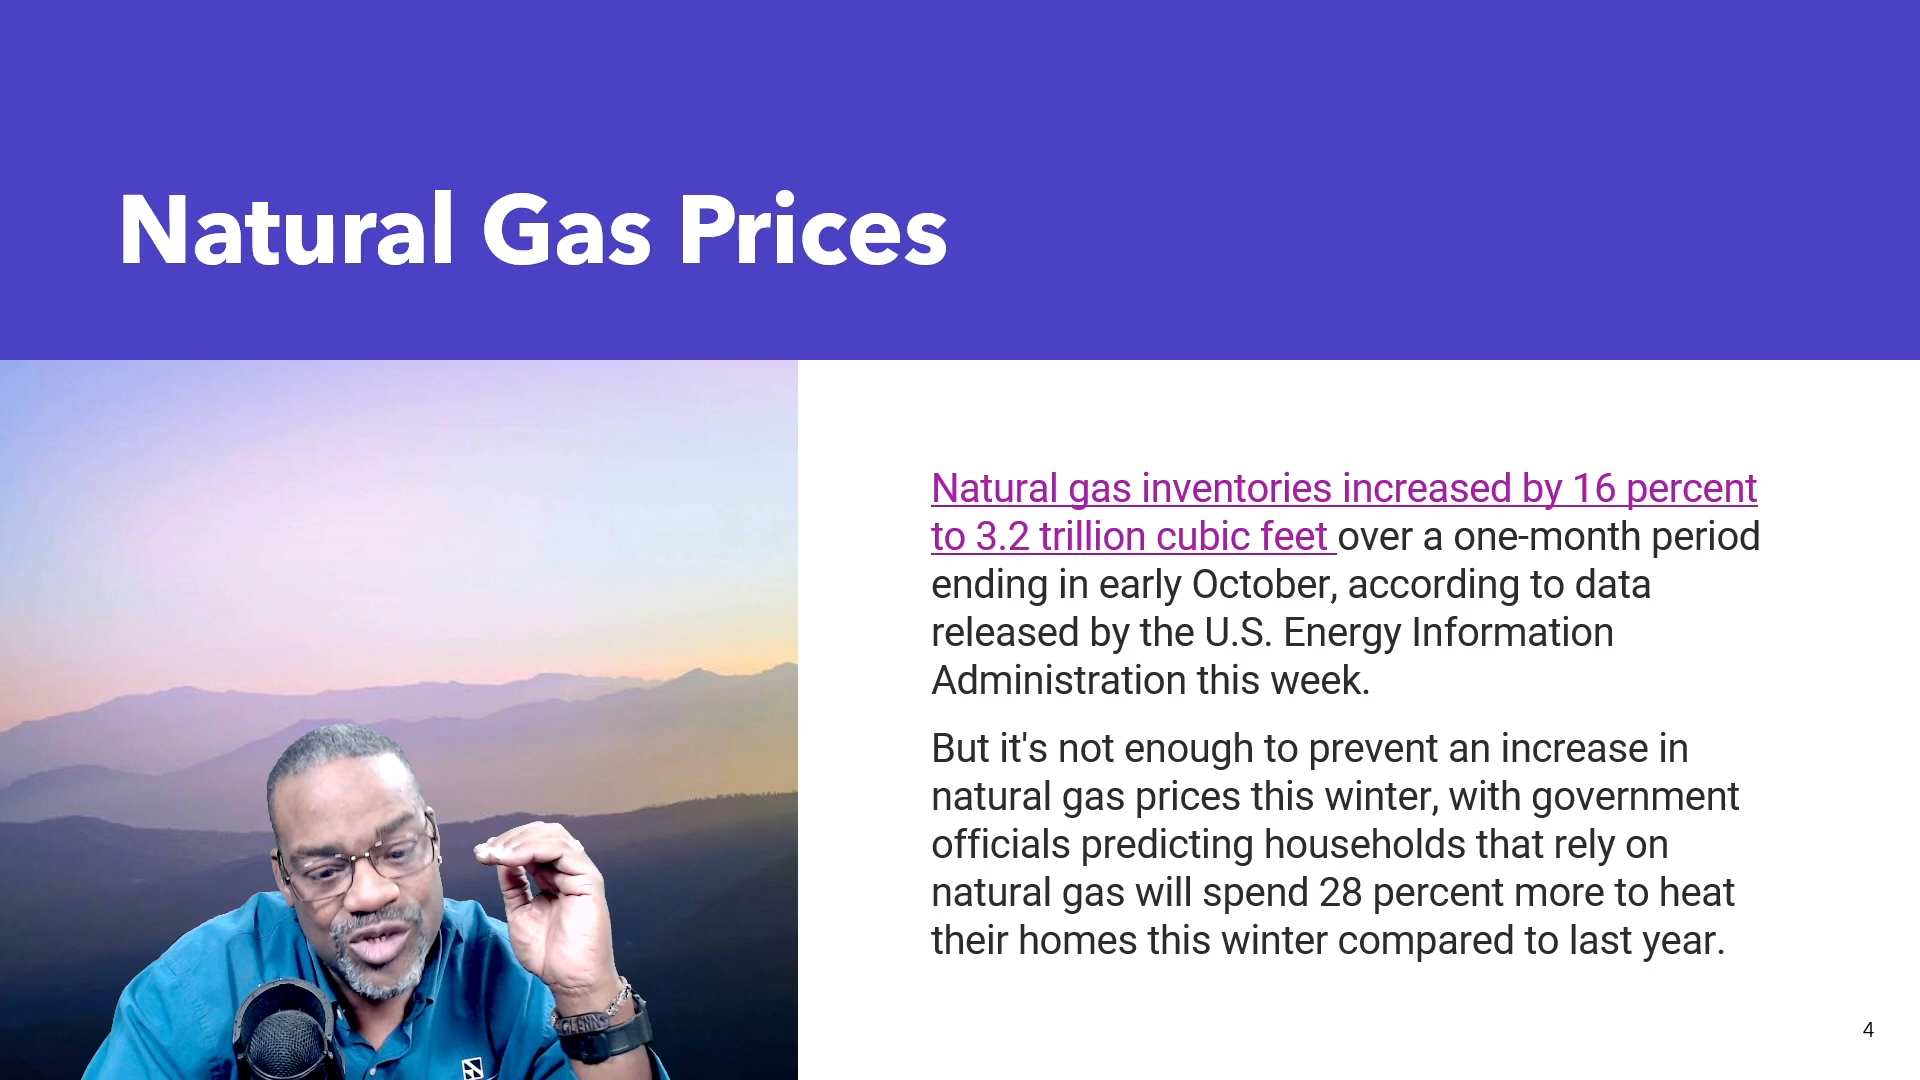 Natural Gas Prices
Natural gas inventories increased by 16 percent
to 3.2 trillion cubic feet over a one-month period
ending in early October, according to data
released by the U.S. Energy Information
Administration this week.
But it's not enough to prevent an increase in
natural gas prices this winter, with government
officials predicting households that rely on
natural gas will spend 28 percent more to heat
their homes this winter compared to last year.
GLENNS
4